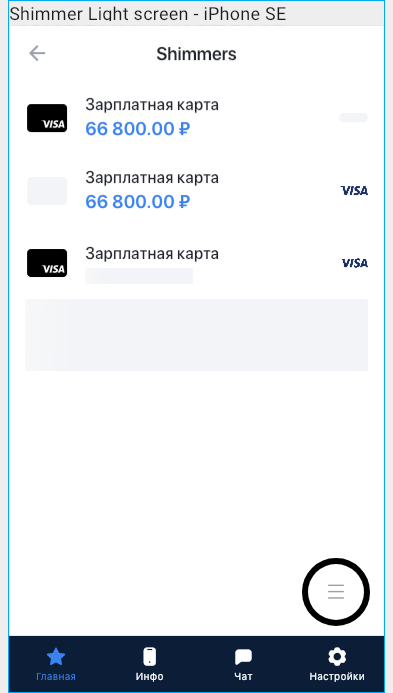 Shimmer Light screen - iPhone SE
Shimmers
Зарплатная карта
66 800.00 ₽
VISA
Зарплатная карта
66 800.00 ₽
VISA
Зарплатная карта
VISA
VISA
Главная
Инфо
Чат
Настройки